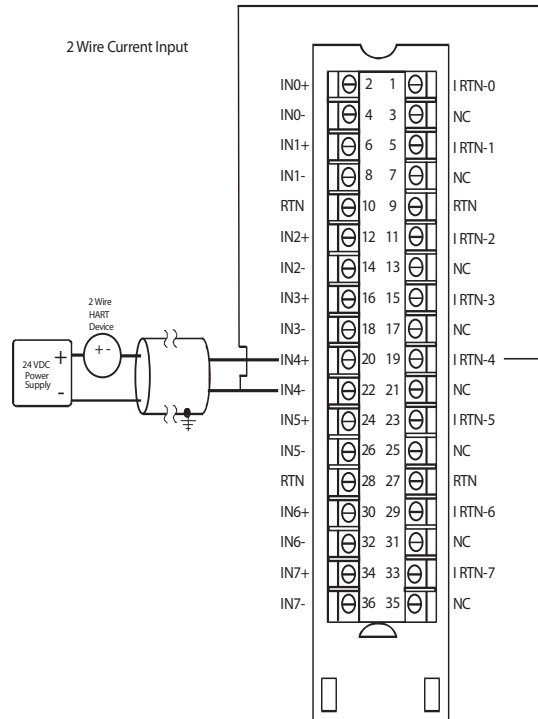 2 Wire Current Input
IN0+ 2 1 I RTN-0
IN0- 4 3 NC
IN1+ 6 5 I RTN-1
IN1- 8 7 NC
RTN 10 9 RTN
IN2+ 12 11 I RTN-2
IN2- 14 13 NC
IN3+ 16 15 I RTN-3
IN3- 18 17 NC
IN4+ 20 19 I RTN-4
IN4- 22 21 NC
IN5+ 24 23 I RTN-5
IN5- 26 25 NC
RTN 28 27 RTN
IN6+ 30 29 I RTN-6
IN6- 32 31 NC
IN7+ 34 33 I RTN-7
IN7- 36 35 NC
2 Wire
HART
Device
+ -
+
24 VDC
Power
Supply
-